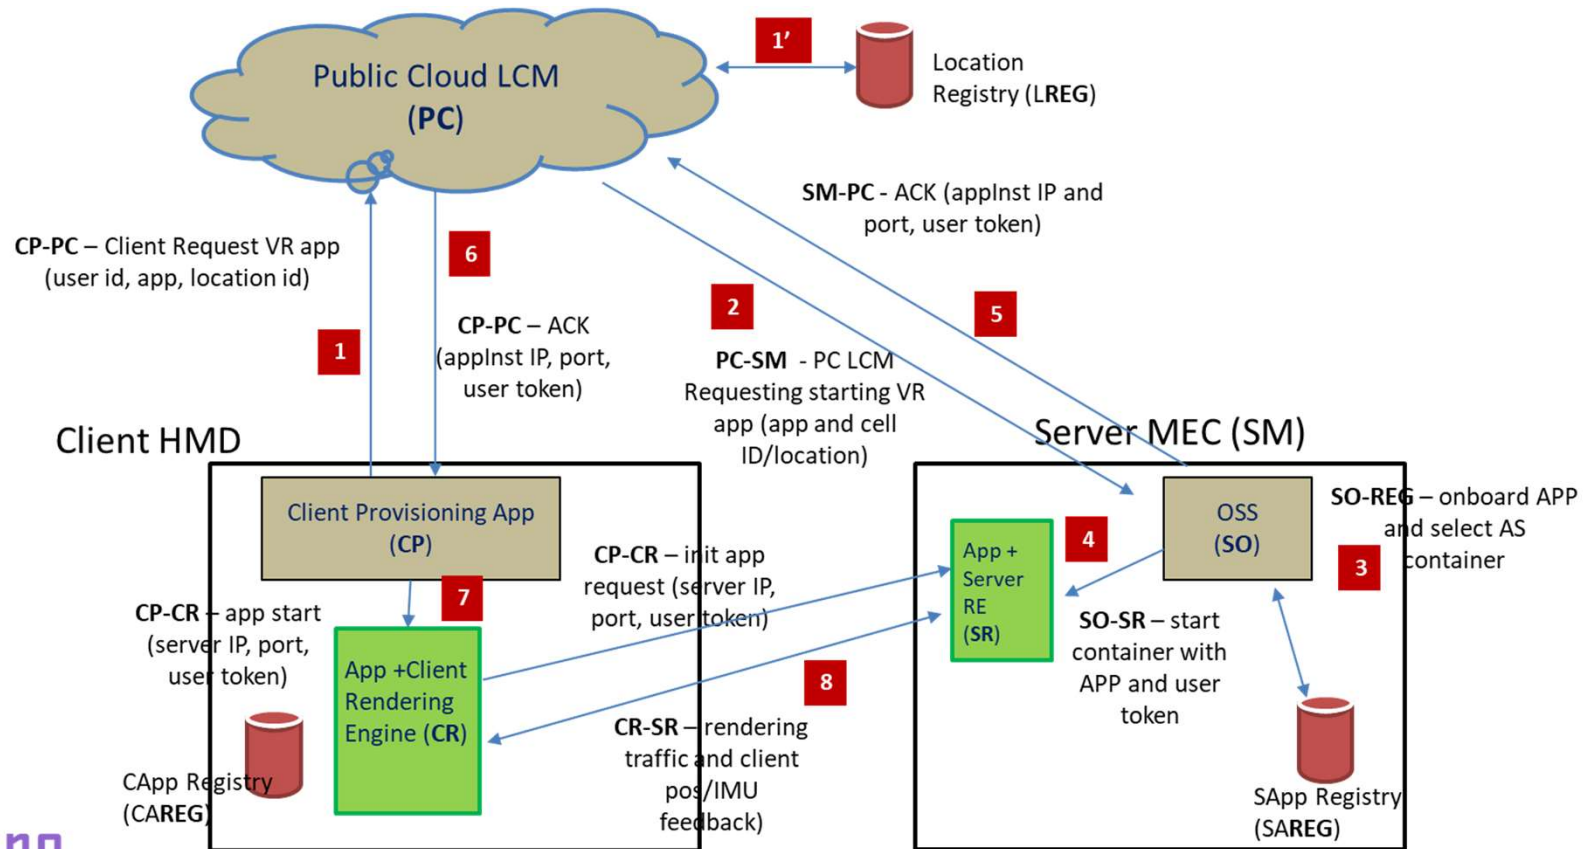 1’
Public Cloud LCM
(PC)
Location
Registry (LREG)
SM-PC - ACK (appInst IP and
port, user token)
CP-PC – Client Request VR app
(user id, app, location id)
6
2
5
1
CP-PC – ACK
(appInst IP, port,
user token)
PC-SM - PC LCM
Requesting starting VR
app (app and cell
ID/location)
Client HMD
Server MEC (SM)
Client Provisioning App
(CP)
CP-CR – init app
request (server IP,
port, user token)
App +
Server
RE
(SR)
4
OSS
(SO)
SO-REG – onboard APP
and select AS
container
3
7
CP-CR – app start
(server IP, port,
user token)
SO-SR – start
container with
APP and user
token
App +Client
Rendering
Engine (CR)
8
CR-SR – rendering
traffic and client
pos/IMU
feedback)
CApp Registry
(CAREG)
SApp Registry
(SAREG)